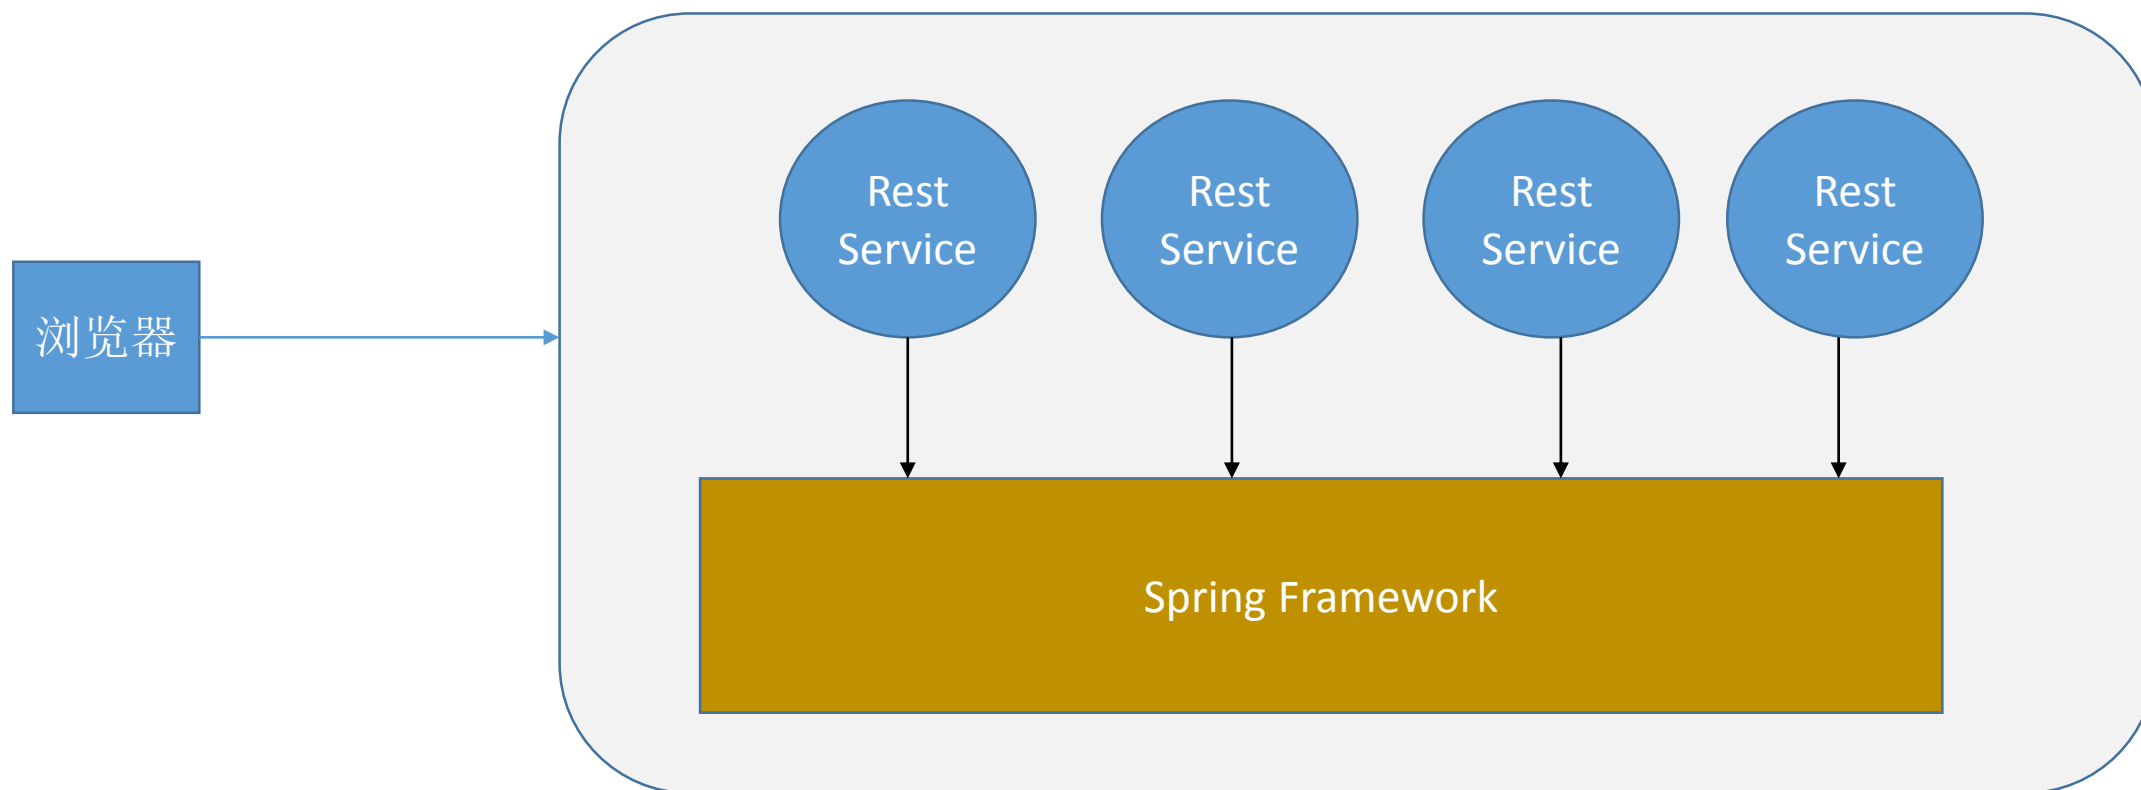 Rest
Service
Rest
Service
Rest
Service
Rest
Service
浏览器
Spring Framework